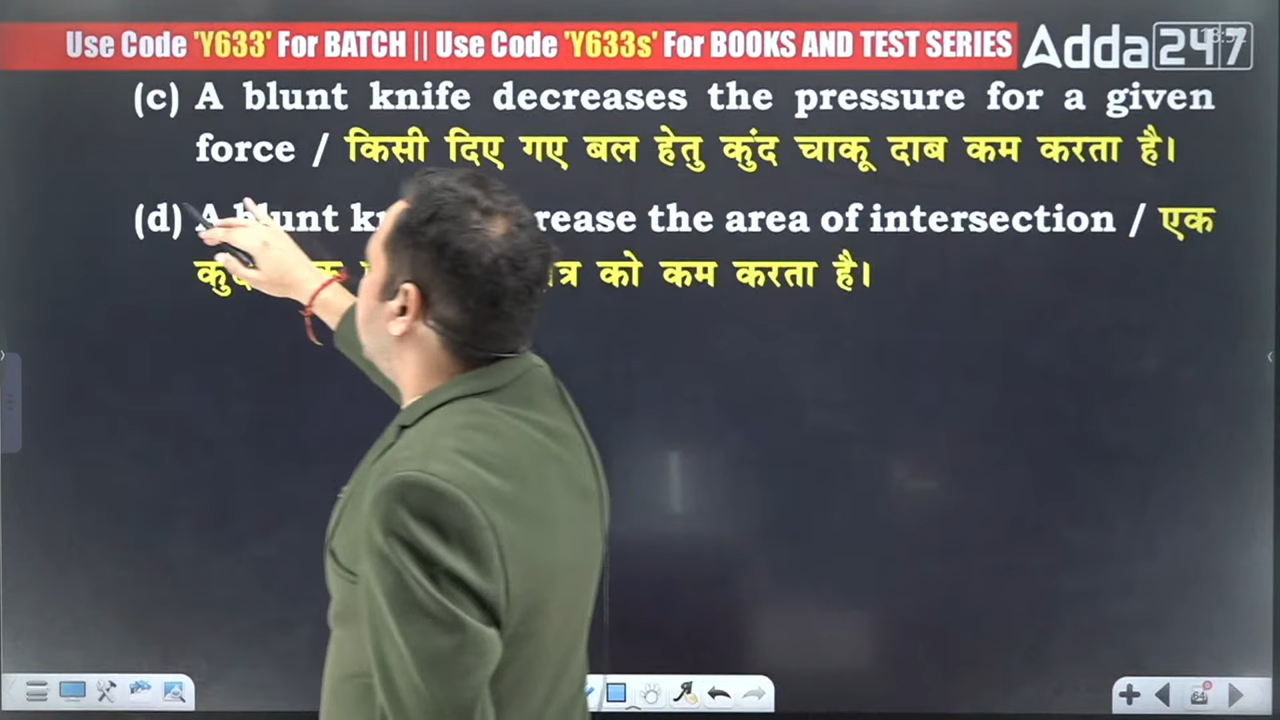 Use Code 'Y633' For BATCH || Use Code 'Y633s' For BOOKS AND TEST SERIES
Adda247
(c) A blunt knife decreases the pressure for a given
force / किसी दिए गए बल हेतु कुंद चाकू दाब कम करता है।
(d) A blunt rease the area of intersection / एक
को कम करता है।